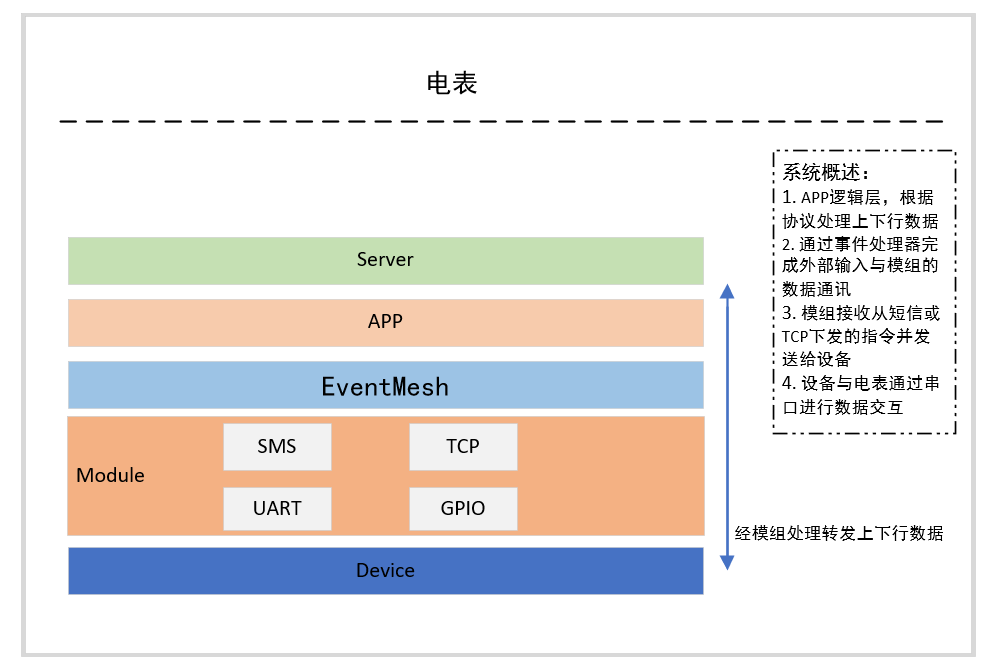 电表
系统概述：
1. APP逻辑层，根据
协议处理上下行数据
2. 通过事件处理器完
成外部输入与模组的
数据通讯
3. 模组接收从短信或
TCP下发的指令并发
送给设备
4. 设备与电表通过串
口进行数据交互
Server
APP
EventMesh
Module
SMS
TCP
UART
GPIO
经模组处理转发上下行数据
Device